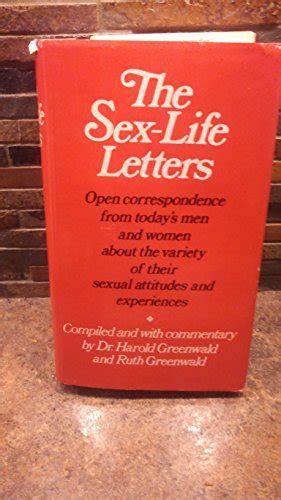 The
Sex-Life
Letters
Open correspondence
from today's men
and women
about the variety
of their
sexual attitudes and
experiences
Compiled and with commentary
by Dr. Harold Greenwald
and Ruth Greenwald